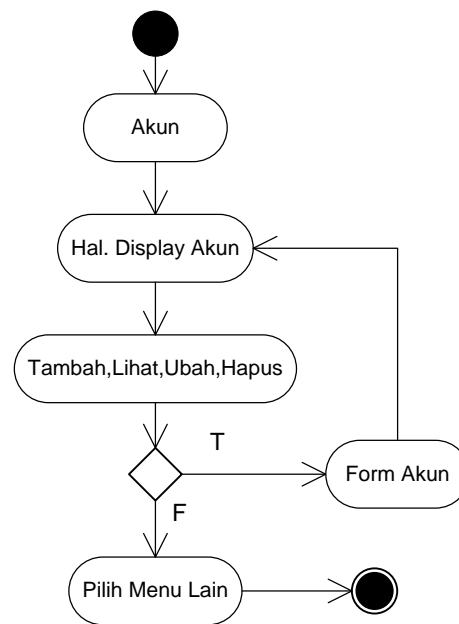 Akun
Hal. Display Akun
Tambah,Lihat,Ubah,Hapus
T
Form Akun
F
Pilih Menu Lain